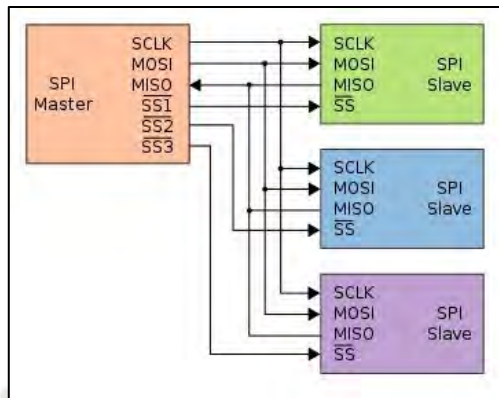 SPI
Master
SCLK
MOSI
MISO
SS1
SS2
SS3
SCLK
MOSI
MISO
SS
SPI
Slave
SCLK
MOSI
MISO
SS
SPI
Slave
SCLK
MOSI
MISO
SS
SPI
Slave